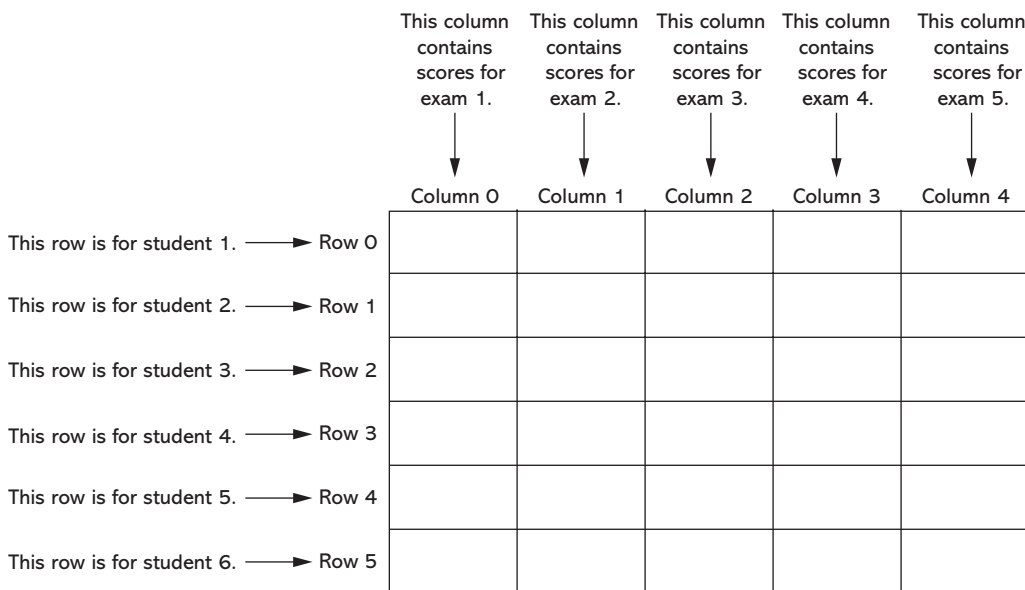 This column
contains
scores for
exam 1.
This column
contains
scores for
exam 2.
This column
contains
scores for
exam 3.
This column
contains
scores for
exam 4.
This column
contains
scores for
exam 5.
Column 0
Column 1
Column 2
Column 3
Column 4
This row is for student 1.
Row 0
This row is for student 2.
Row 1
This row is for student 3.
Row 2
This row is for student 4.
Row 3
This row is for student 5.
Row 4
This row is for student 6.
Row 5